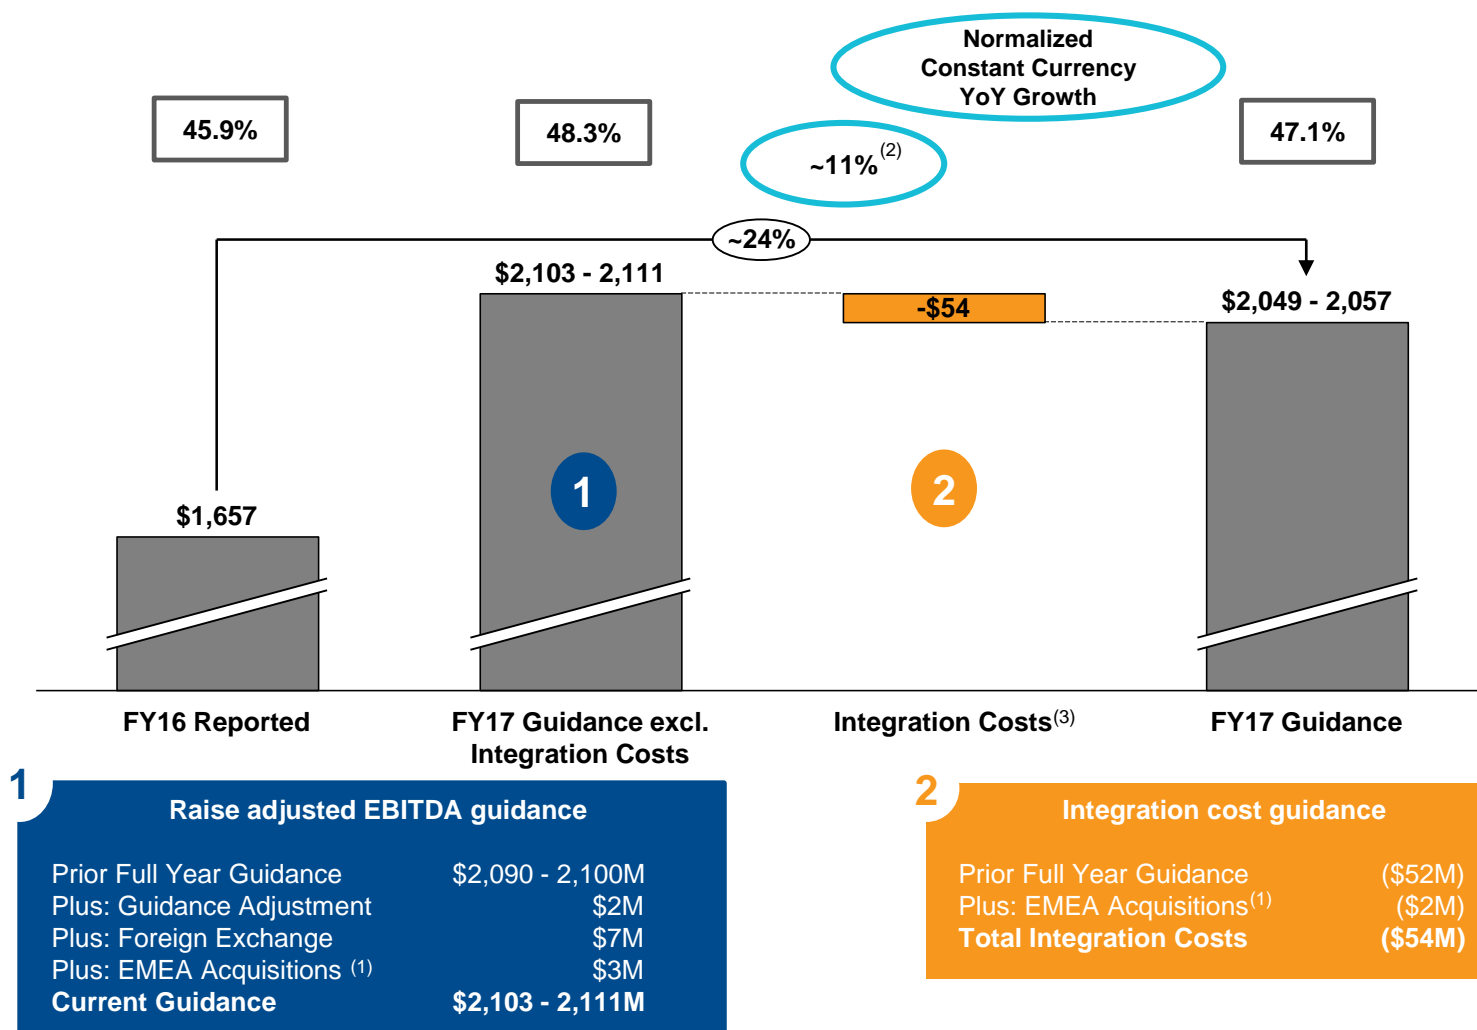 Normalized
Constant Currency
YoY Growth
45.9%
48.3%
~11%(2)
47.1%
~24%
$2,103 - 2,111
-$54
$2,049 - 2,057
1
2
$1,657
FY16 Reported
FY17 Guidance excl.
Integration Costs
Integration Costs(3)
FY17 Guidance
1
Raise adjusted EBITDA guidance
Prior Full Year Guidance $2,090 - 2,100M
Plus: Guidance Adjustment $2M
Plus: Foreign Exchange $7M
Plus: EMEA Acquisitions (1) $3M
Current Guidance $2,103 - 2,111M
2
Integration cost guidance
Prior Full Year Guidance ($52M)
Plus: EMEA Acquisitions(1) ($2M)
Total Integration Costs ($54M)